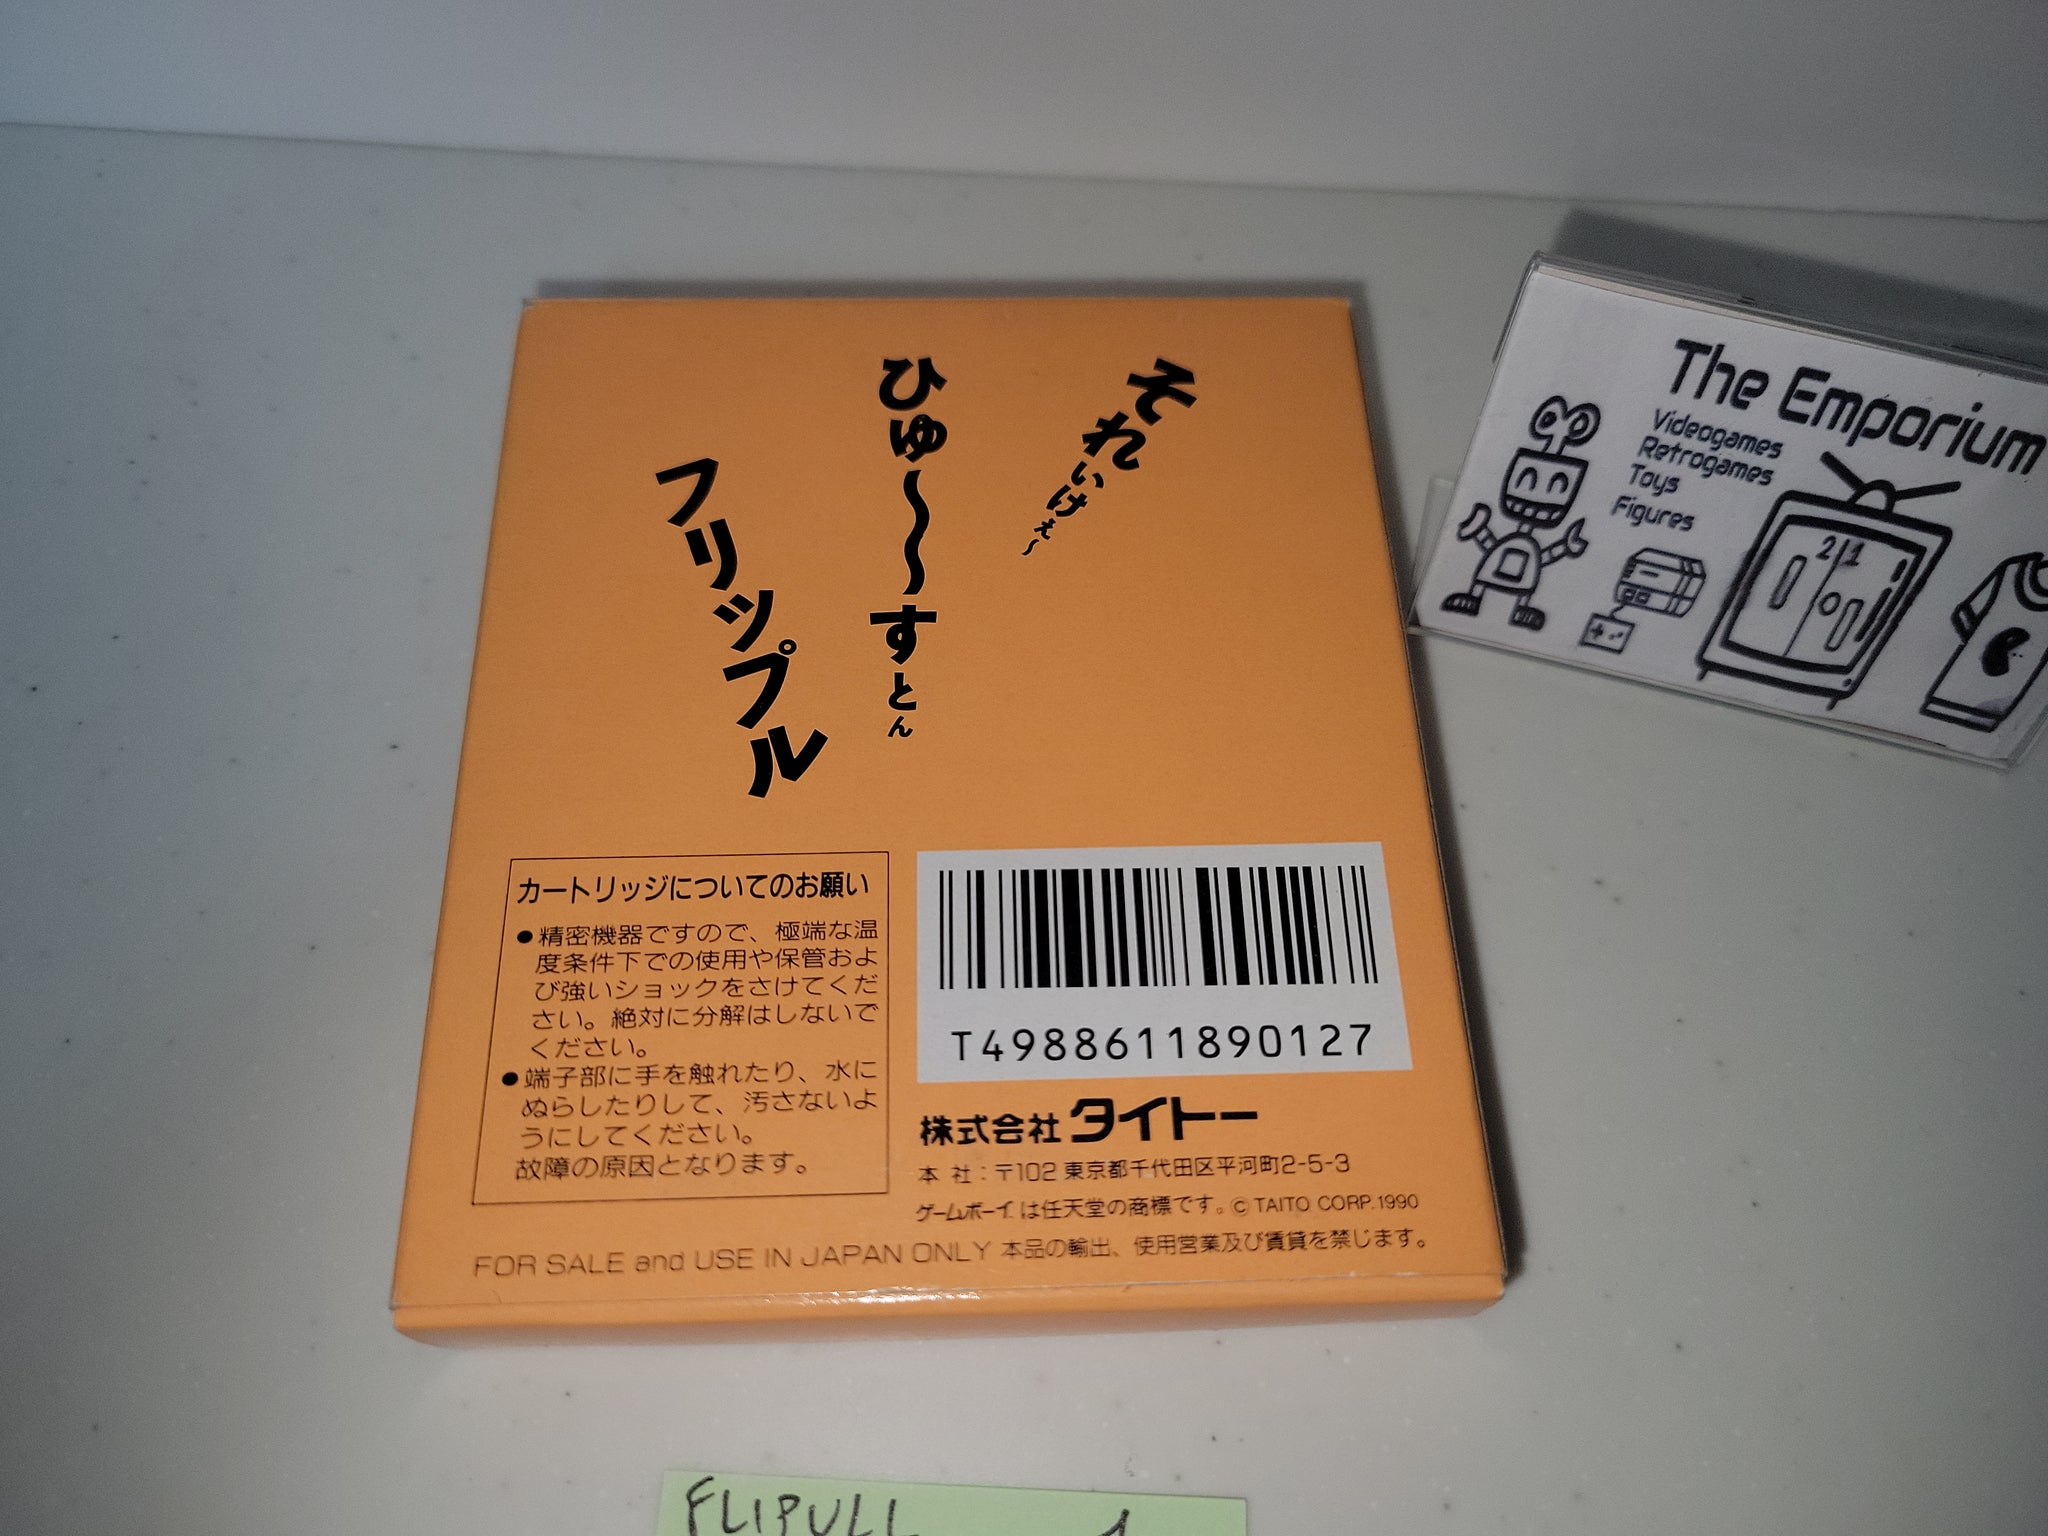 それいけぇ〜
ひゅ〜〜すとん
フリップル
カートリッジについてのお願い
●精密機器ですので、極端な温
度条件下での使用や保管およ
び強いショックをさけてくだ
さい。絶対に分解はしないで
ください。
●端子部に手を触れたり、水に
ぬらしたりして、汚さないよ
うにしてください。
故障の原因となります。
T4988611890127
株式会社タイトー
本 社：〒102 東京都千代田区平河町2-5-3
ゲームボーイは任天堂の商標です。© TAITO CORP. 1990
FOR SALE and USE IN JAPAN ONLY 本品の輸出、使用営業及び賃貸を禁じます。
The Emporium
Videogames
Retrogames
Toys
Figures
2 1
FLIPULL